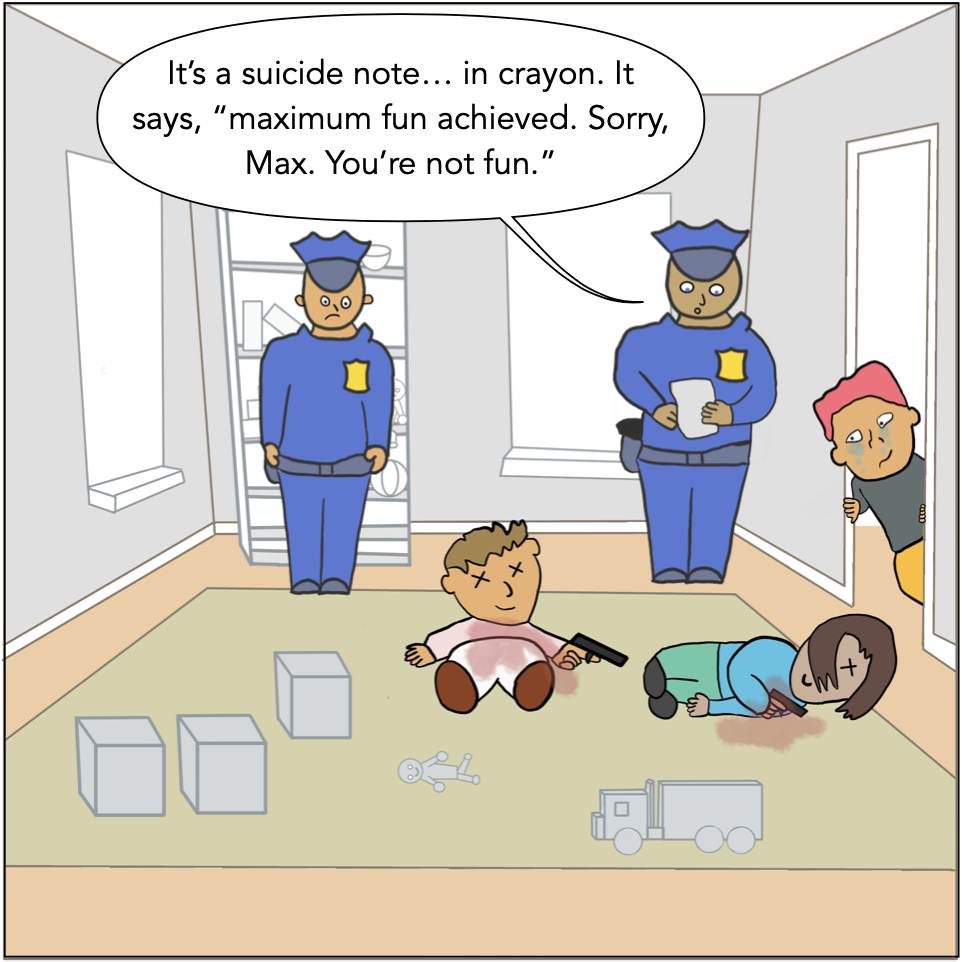 It's a suicide note… in crayon. It
says, “maximum fun achieved. Sorry,
Max. You're not fun.”